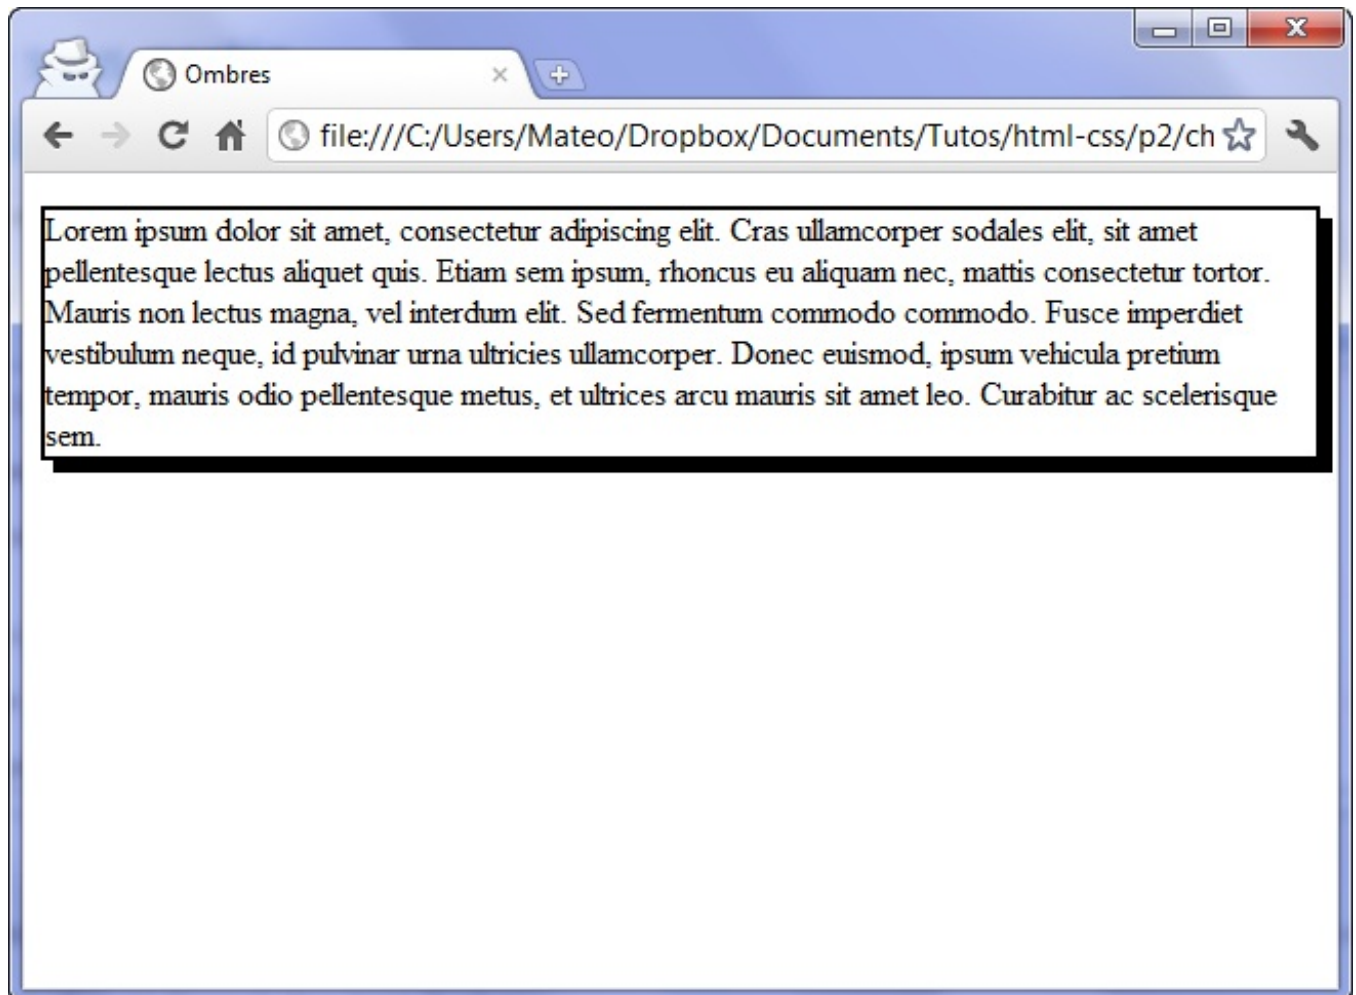 Ombres
file:///C:/Users/Mateo/Dropbox/Documents/Tutos/html-css/p2/ch
Lorem ipsum dolor sit amet, consectetur adipiscing elit. Cras ullamcorper sodales elit, sit amet
pellentesque lectus aliquet quis. Etiam sem ipsum, rhoncus eu aliquam nec, mattis consectetur tortor.
Mauris non lectus magna, vel interdum elit. Sed fermentum commodo commodo. Fusce imperdiet
vestibulum neque, id pulvinar urna ultricies ullamcorper. Donec euismod, ipsum vehicula pretium
tempor, mauris odio pellentesque metus, et ultrices arcu mauris sit amet leo. Curabitur ac scelerisque
sem.